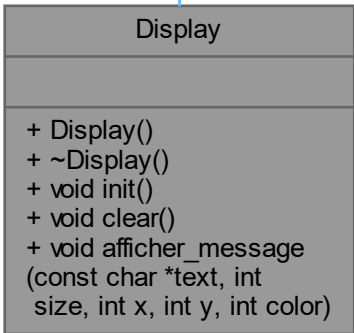 Display
+ Display()
+ ~Display()
+ void init()
+ void clear()
+ void afficher_message
(const char *text, int
size, int x, int y, int color)